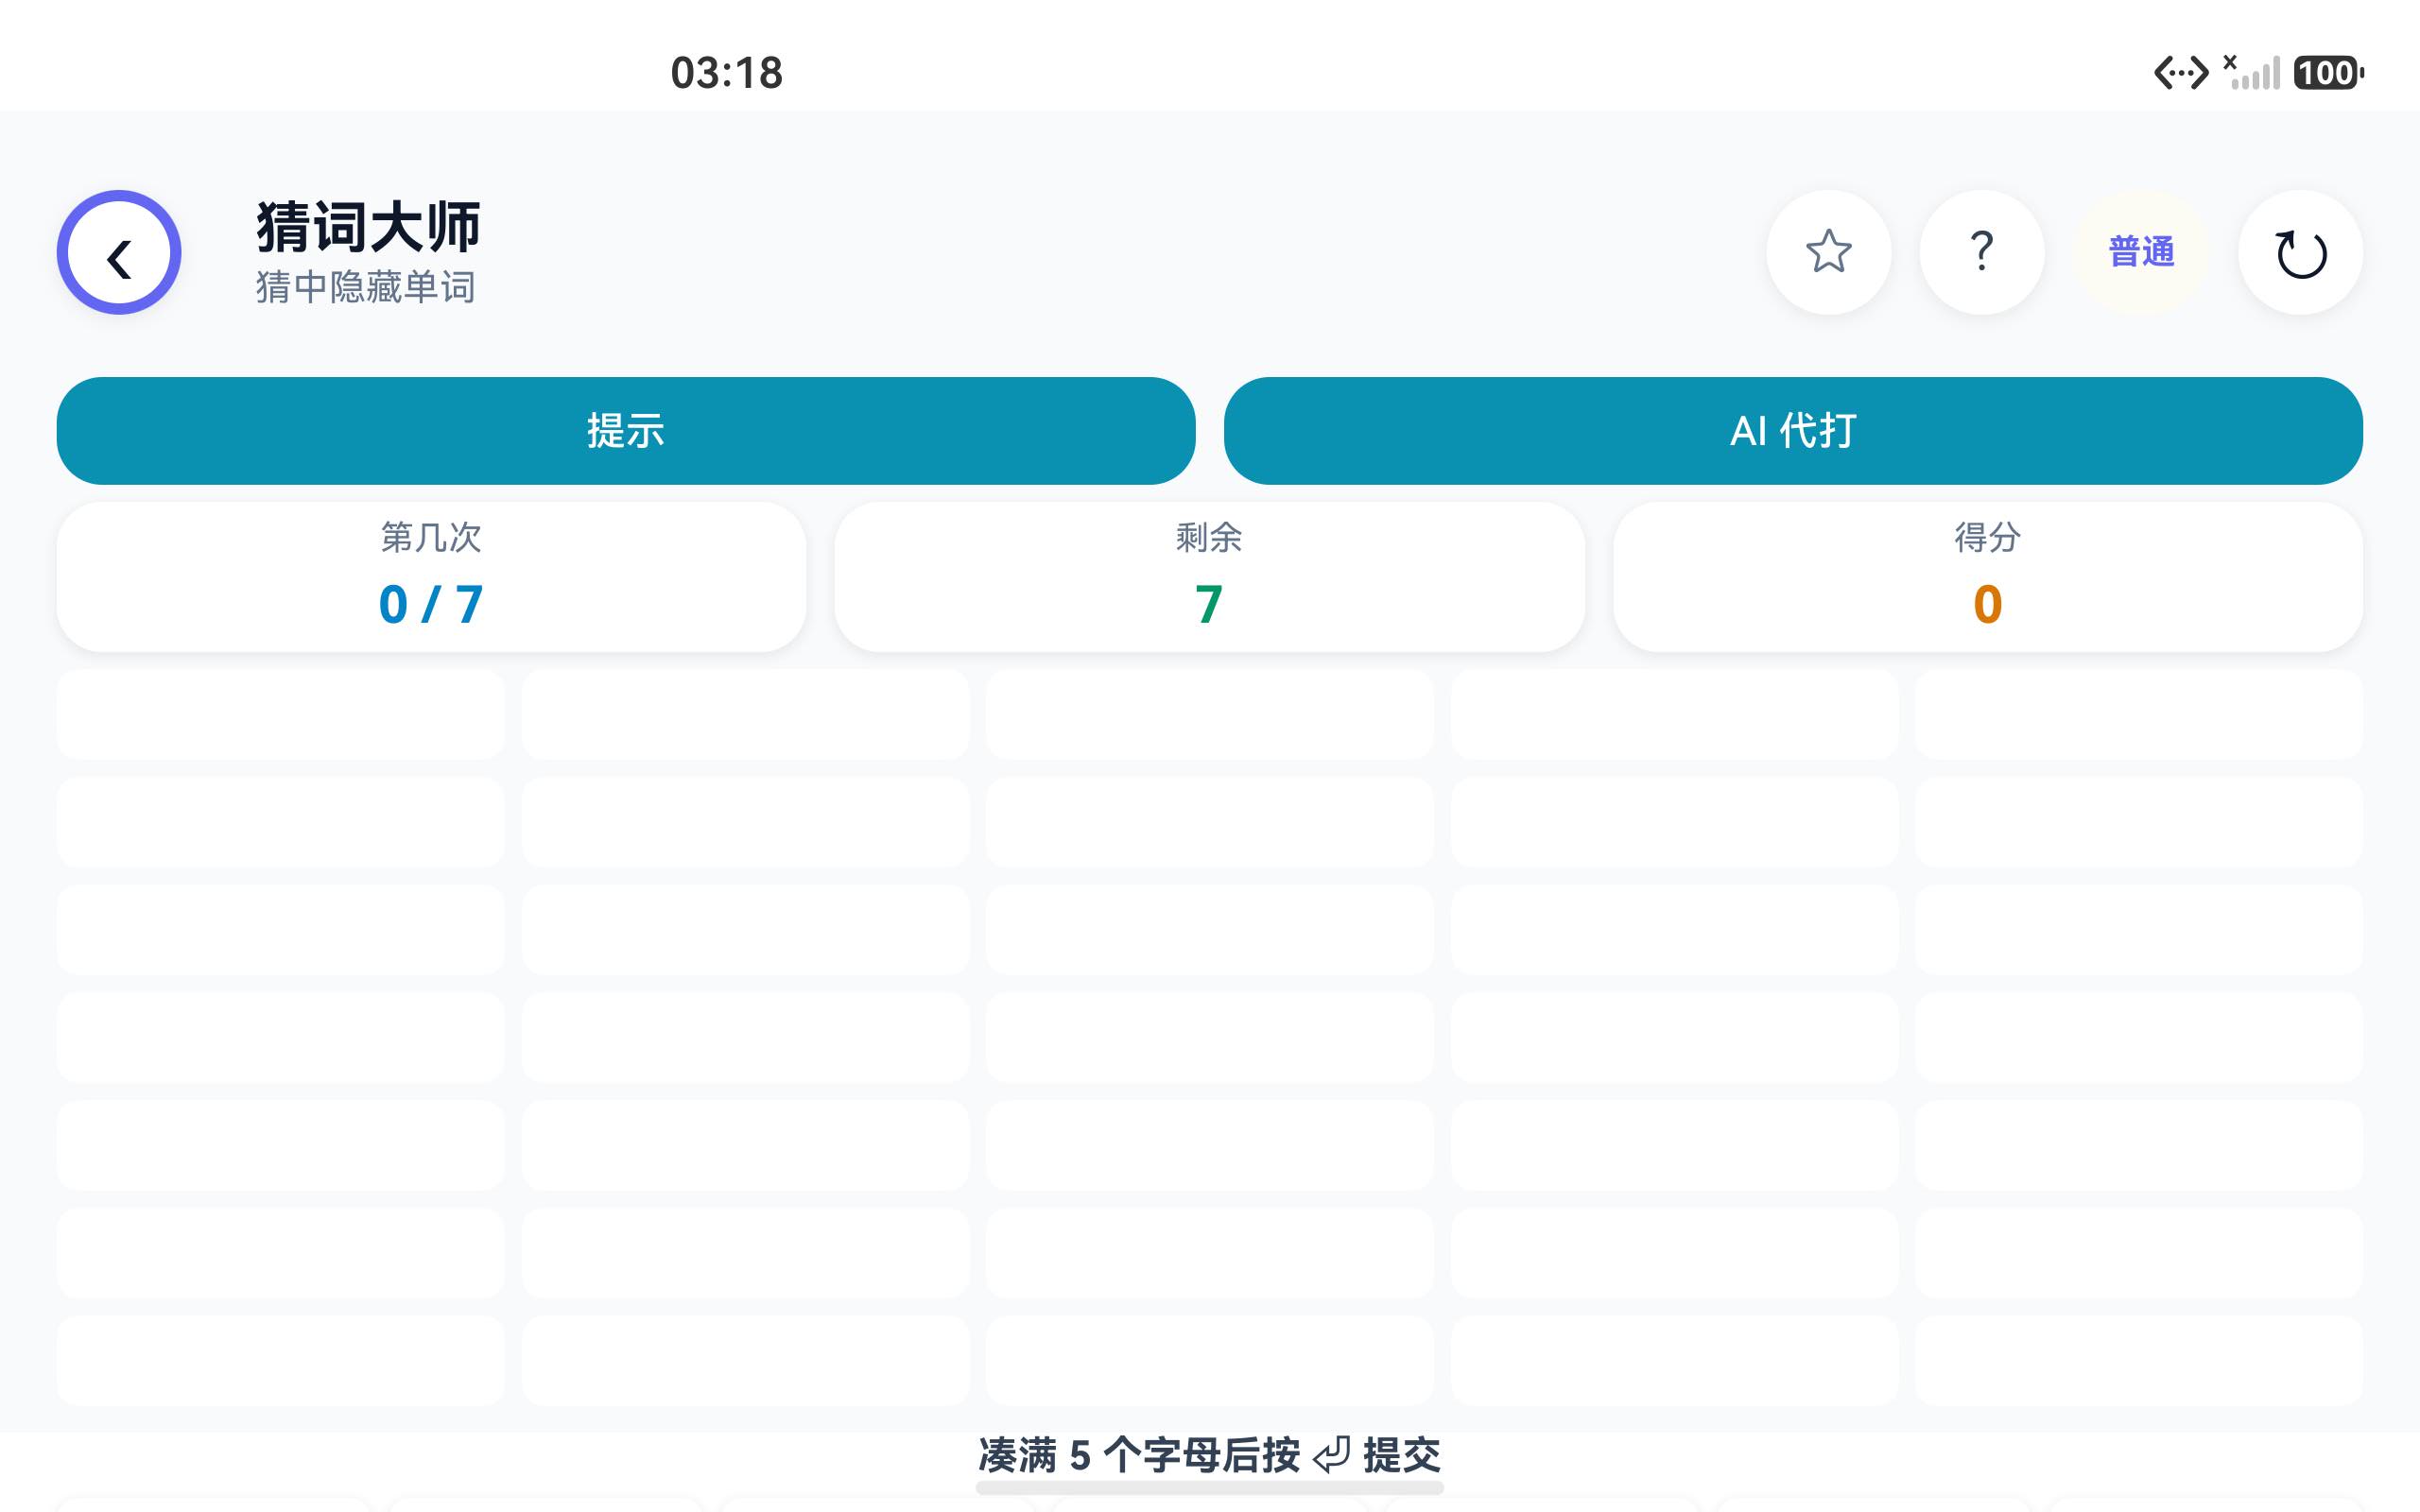 03:18
100
猜词大师
猜中隐藏单词
?
普通
提示
AI 代打
第几次
0 / 7
剩余
7
得分
0
凑满 5 个字母后按 ⏎ 提交